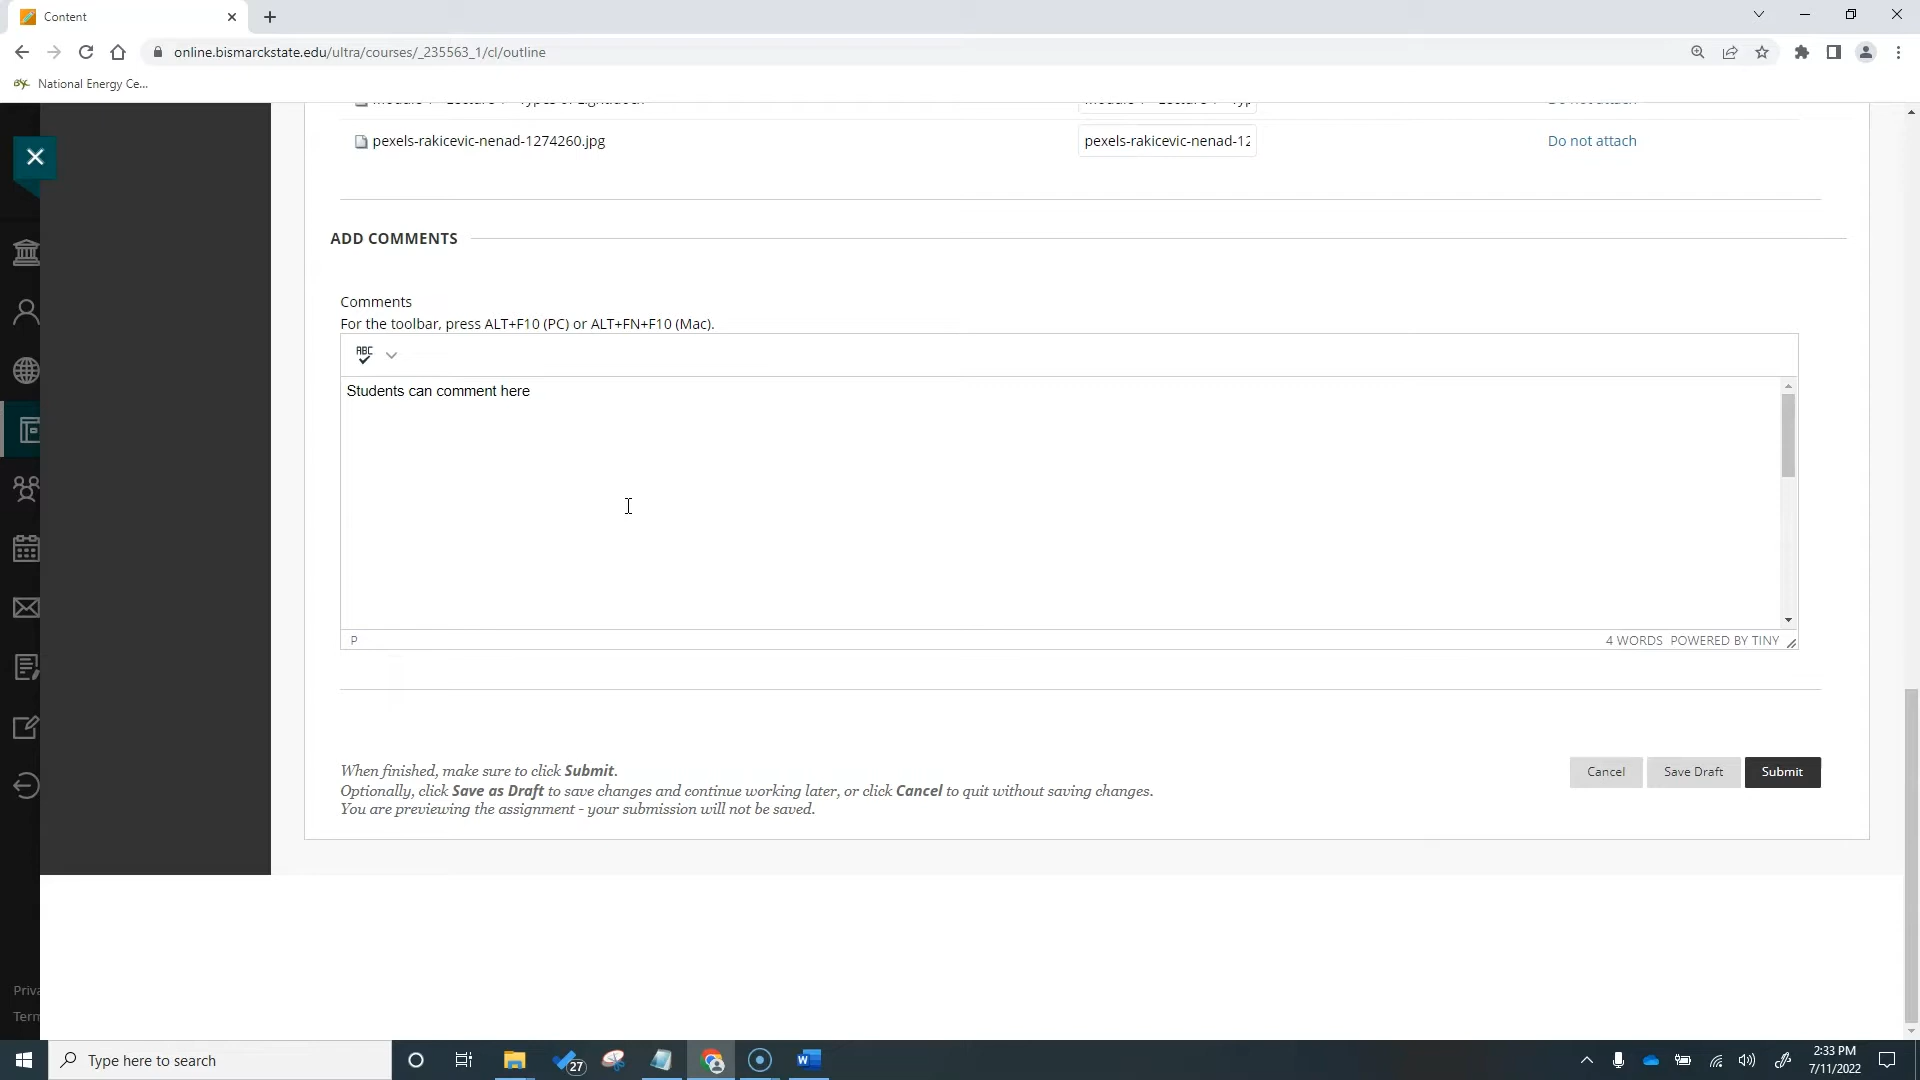 Content
online.bismarckstate.edu/ultra/courses/_235563_1/cl/outline
National Energy Ce...
pexels-rakicevic-nenad-1274260.jpg
pexels-rakicevic-nenad-12
Do not attach
ADD COMMENTS
Comments
For the toolbar, press ALT+F10 (PC) or ALT+FN+F10 (Mac).
ABC
Students can comment here
P
4 WORDS POWERED BY TINY
When finished, make sure to click Submit.
Optionally, click Save as Draft to save changes and continue working later, or click Cancel to quit without saving changes.
You are previewing the assignment - your submission will not be saved.
Cancel
Save Draft
Submit
Priva
Term
Type here to search
27
2:33 PM
7/11/2022